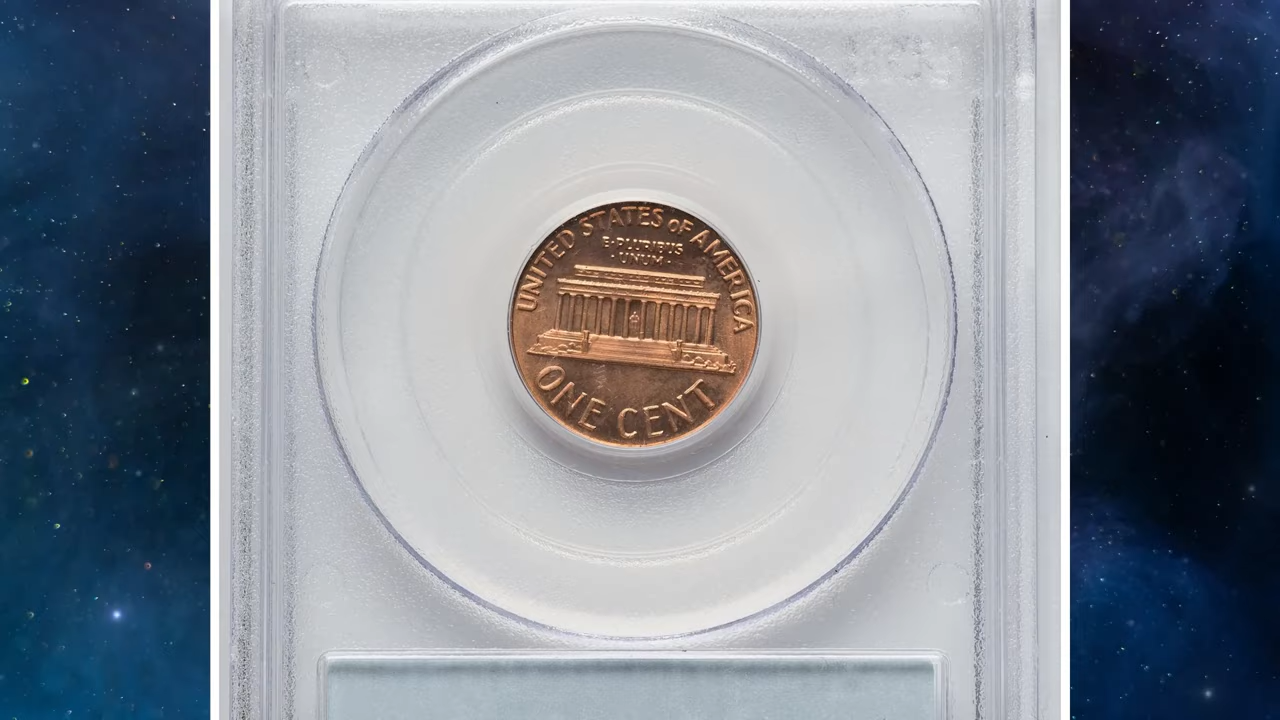 UNITED STATES OF AMERICA
E·PLURIBUS
·UNUM·
ONE CENT